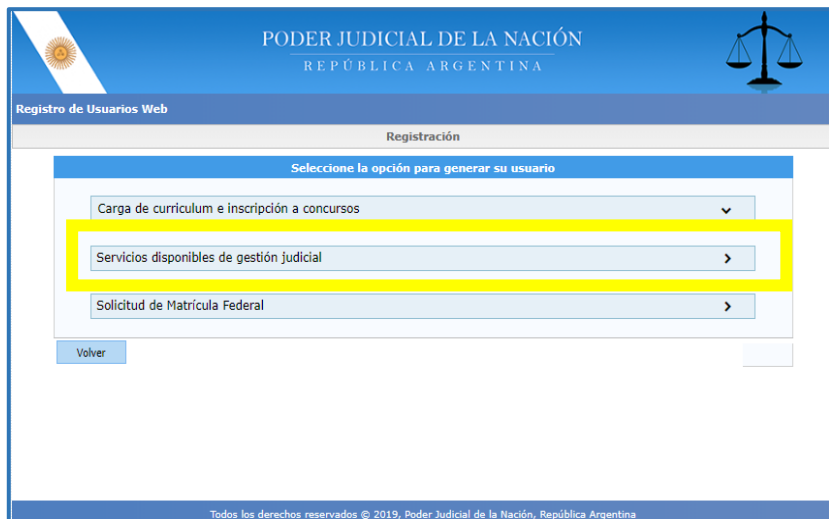 PODER JUDICIAL DE LA NACIÓN
REPÚBLICA ARGENTINA
Registro de Usuarios Web
Registración
Seleccione la opción para generar su usuario
Carga de curriculum e inscripción a concursos
Servicios disponibles de gestión judicial
Solicitud de Matrícula Federal
Volver
Todos los derechos reservados © 2019, Poder Judicial de la Nación, República Argentina